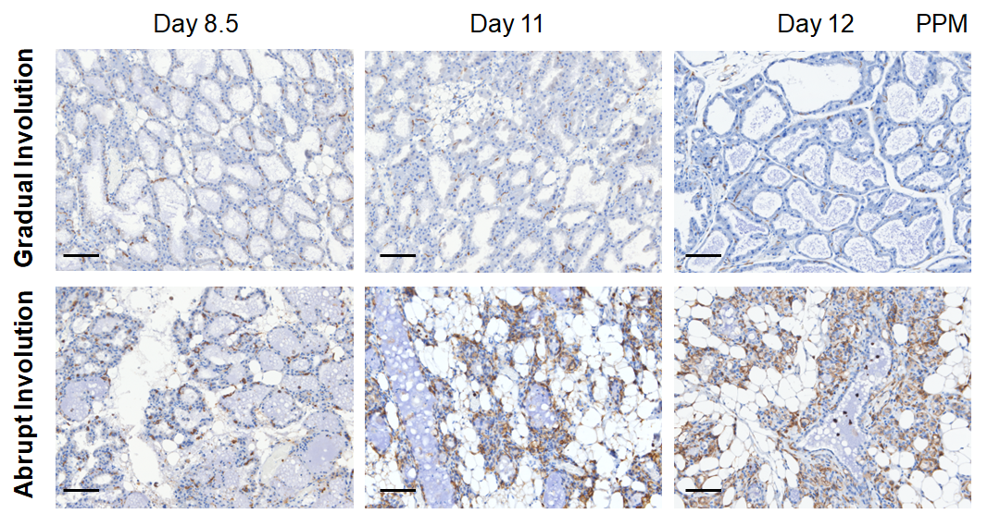 Day 8.5 Day 11 Day 12 PPM
Gradual Involution
Abrupt Involution